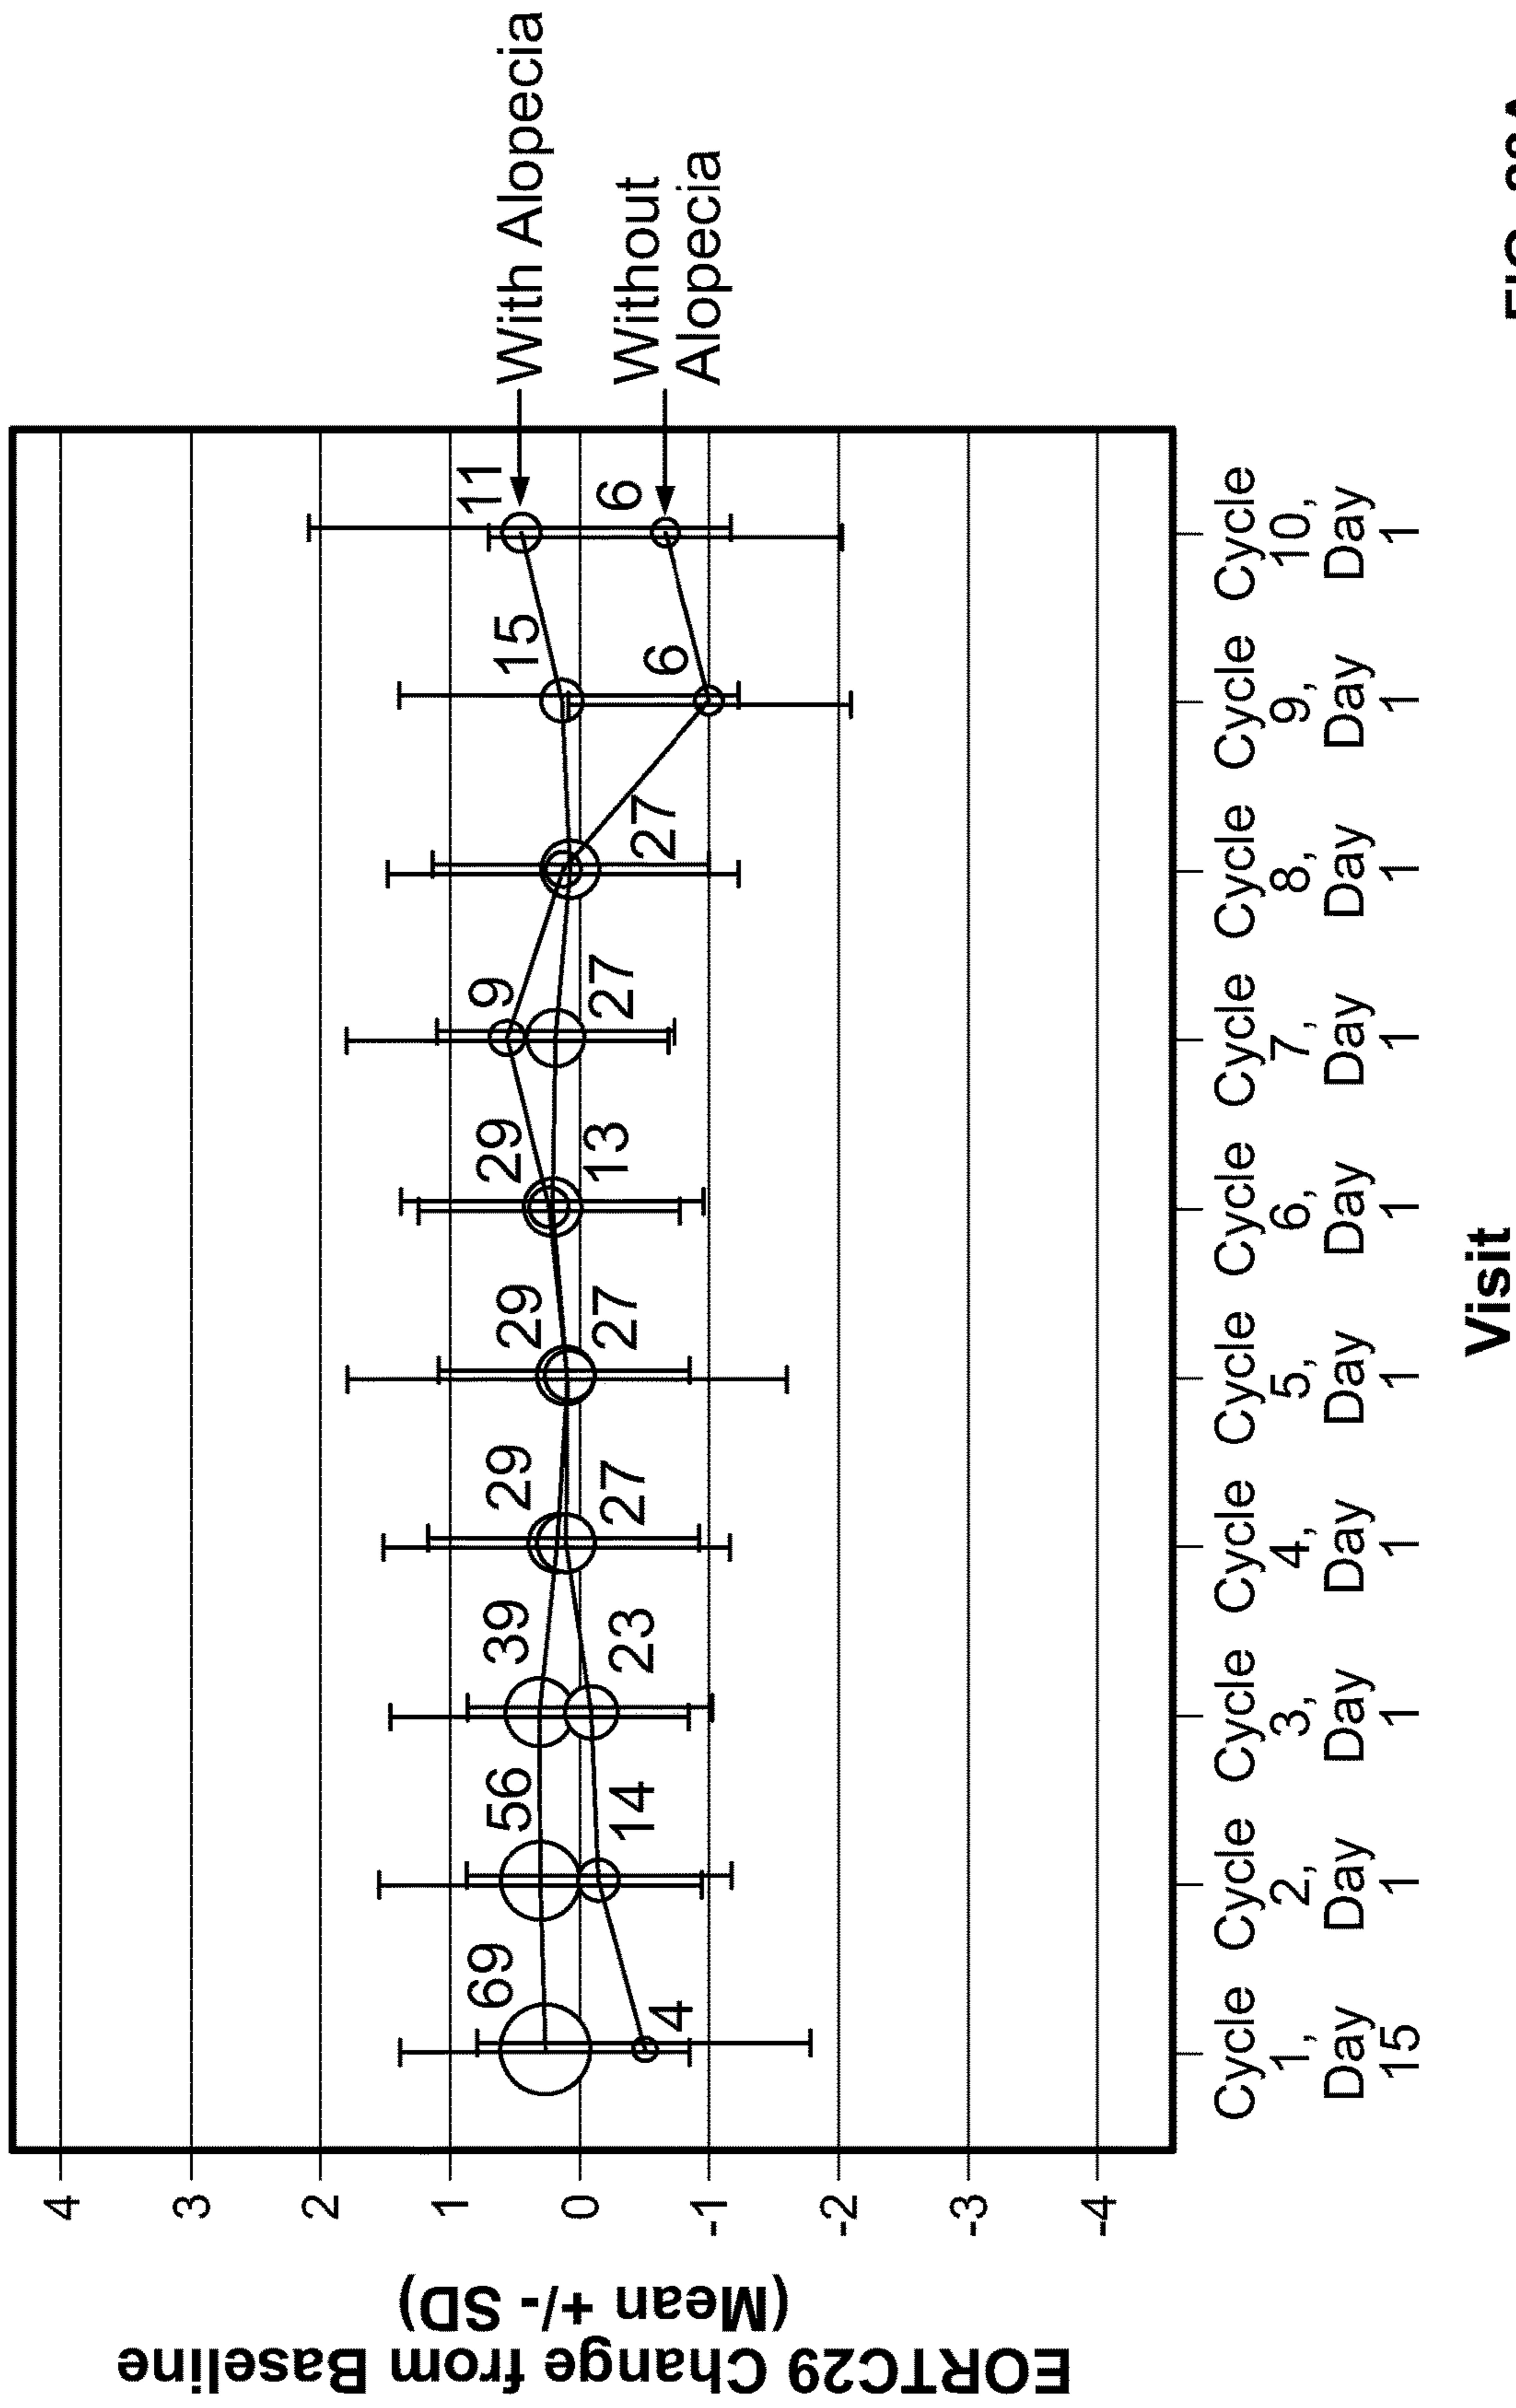 EORTC29 Change from Baseline
(Mean +/- SD)
4
3
2
1
0
-1
-2
-3
-4
69
4
56
14
39
23
29
27
29
27
29
13
9
27
27
15
6
11
6
With Alopecia
Without
Alopecia
Cycle
1,
Day
15
Cycle
2,
Day
1
Cycle
3,
Day
1
Cycle
4,
Day
1
Cycle
5,
Day
1
Cycle
6,
Day
1
Cycle
7,
Day
1
Cycle
8,
Day
1
Cycle
9,
Day
1
Cycle
10,
Day
1
Visit